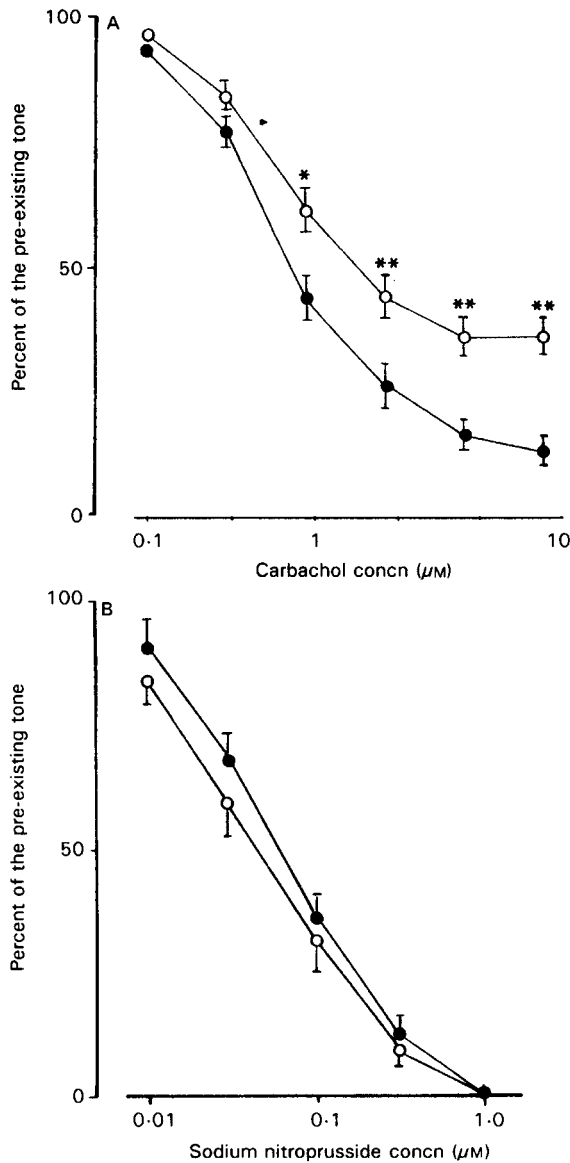 100
A
Percent of the pre-existing tone
*
**
**
**
50
0
0·1
1
10
Carbachol concn (µM)
100
B
Percent of the pre-existing tone
50
0
0·01
0·1
1·0
Sodium nitroprusside concn (µM)